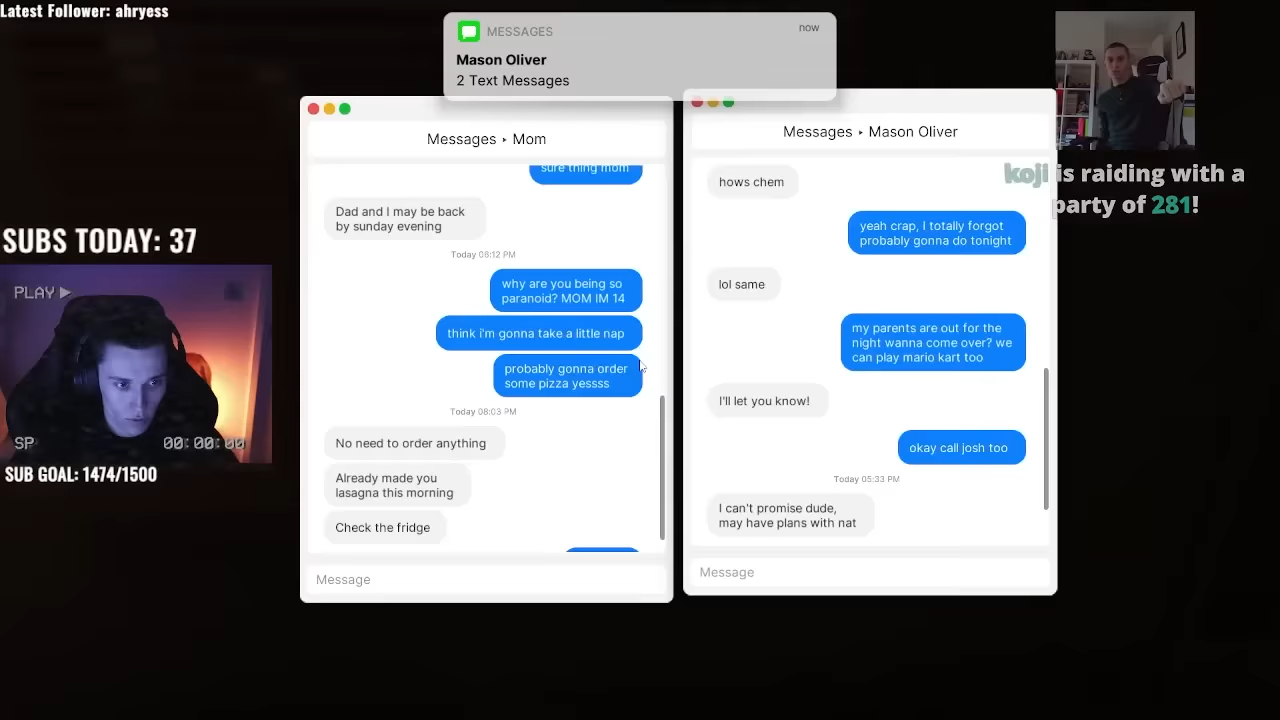 Latest Follower: ahryess
MESSAGES
now
Mason Oliver
2 Text Messages
Messages ‣ Mom
sure thing mom
Dad and I may be back
by sunday evening
Today 06:12 PM
why are you being so
paranoid? MOM IM 14
think i'm gonna take a little nap
probably gonna order
some pizza yessss
Today 08:03 PM
No need to order anything
Already made you
lasagna this morning
Check the fridge
Message
Messages ‣ Mason Oliver
hows chem
yeah crap, I totally forgot
probably gonna do tonight
lol same
my parents are out for the
night wanna come over? we
can play mario kart too
I'll let you know!
okay call josh too
Today 05:33 PM
I can't promise dude,
may have plans with nat
Message
koji is raiding with a
party of 281!
SUBS TODAY: 37
PLAY
SP
00:00:00
SUB GOAL: 1474/1500